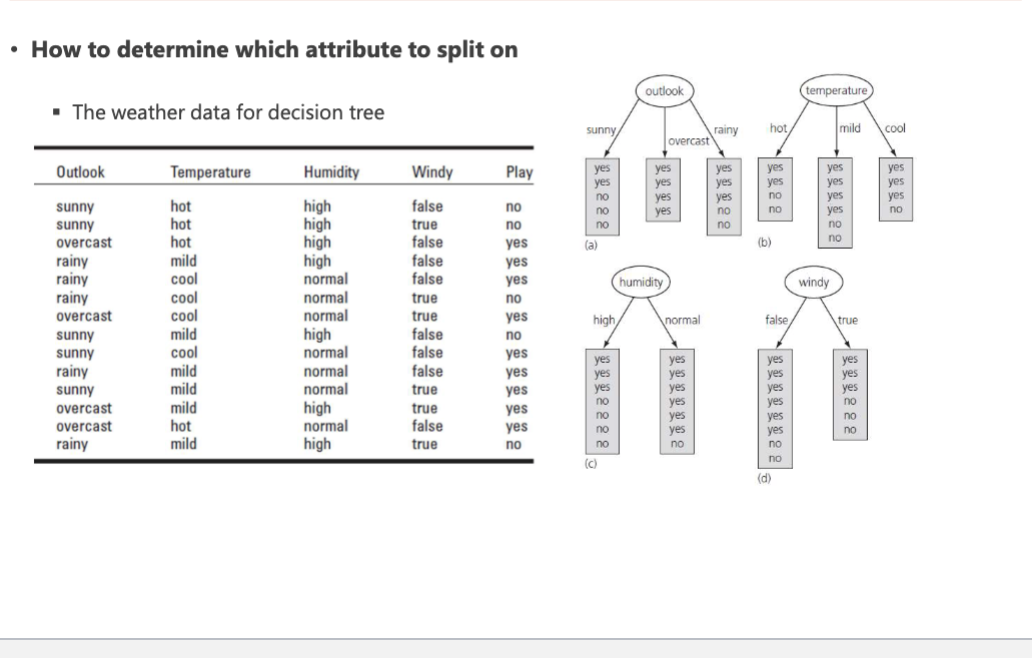 • How to determine which attribute to split on
▪ The weather data for decision tree
Outlook Temperature Humidity Windy Play
sunny hot high false no
sunny hot high true no
overcast hot high false yes
rainy mild high false yes
rainy cool normal false yes
rainy cool normal true no
overcast cool normal true yes
sunny mild high false no
sunny cool normal false yes
rainy mild normal false yes
sunny mild normal true yes
overcast mild high true yes
overcast hot normal false yes
rainy mild high true no
outlook
sunny overcast rainy
yes yes yes
yes yes yes
no yes yes
no yes no
no no
(a)
temperature
hot mild cool
yes yes yes
yes yes yes
no yes yes
no yes no
no
no
(b)
humidity
high normal
yes yes
yes yes
yes yes
no yes
no yes
no yes
no no
(c)
windy
false true
yes yes
yes yes
yes yes
yes no
yes no
yes no
no
no
(d)